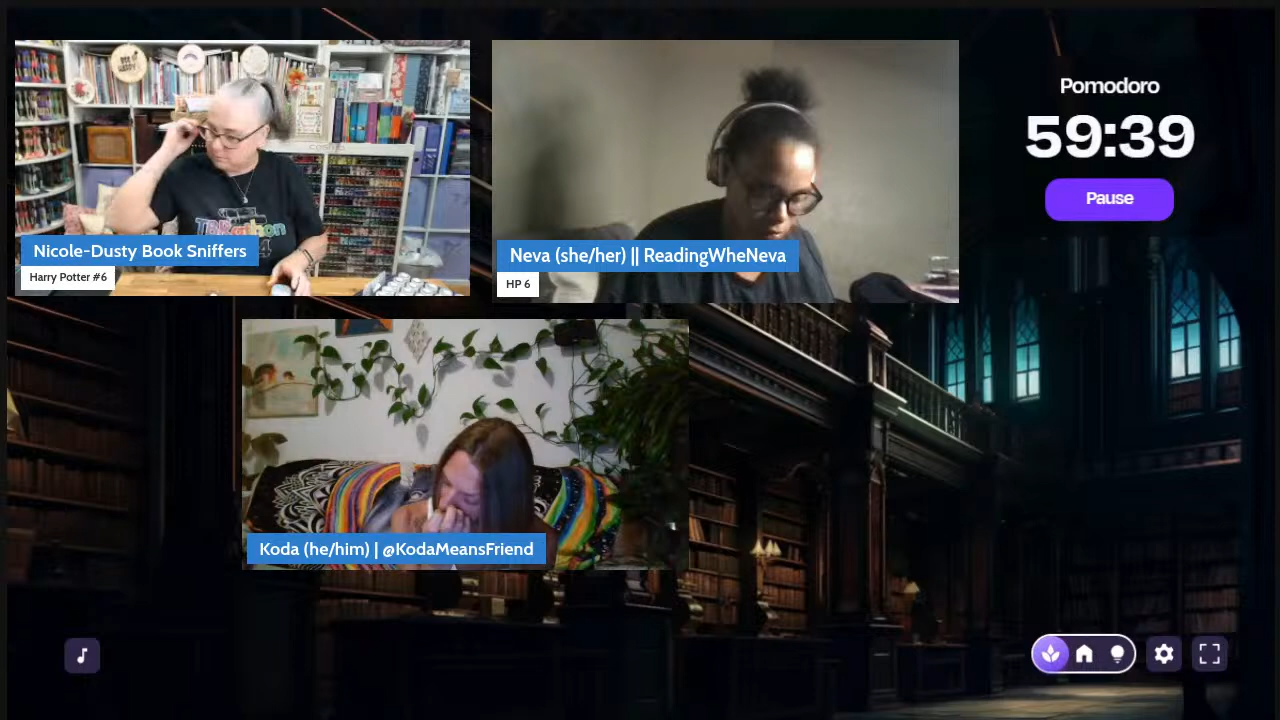 Pomodoro
59:39
Pause
Nicole-Dusty Book Sniffers
Harry Potter #6
Neva (she/her) || ReadingWheNeva
HP 6
Koda (he/him) | @KodaMeansFriend